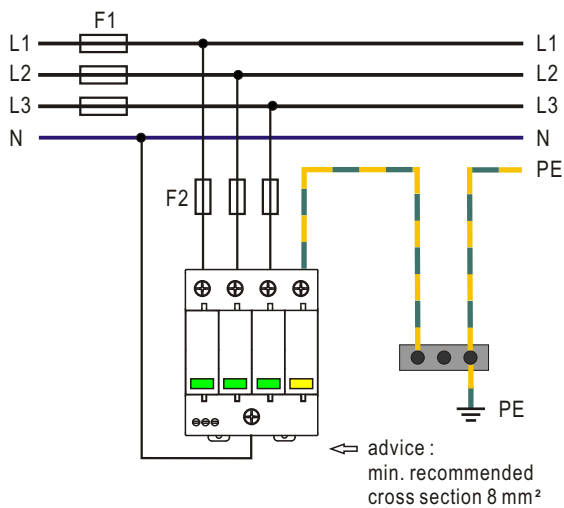 F1
L1 L1
L2 L2
L3 L3
N N
PE
F2
PE
advice :
min. recommended
cross section 8 mm²